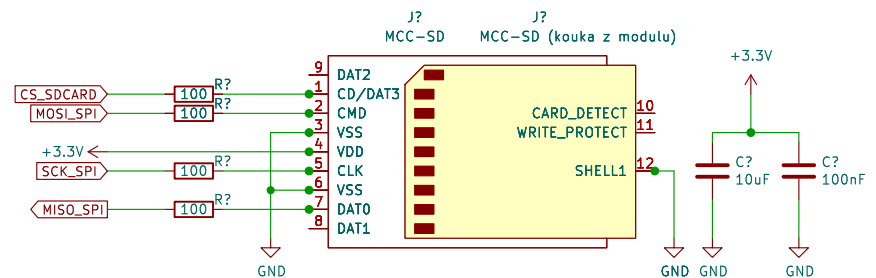 J? J?
MCC-SD MCC-SD (kouka z modulu)
+3.3V
9 DAT2
CS_SDCARD 100 R? 1 CD/DAT3
MOSI_SPI 100 R? 2 CMD CARD_DETECT 10
3 VSS WRITE_PROTECT 11
+3.3V 4 VDD
SCK_SPI 100 R? 5 CLK SHELL1 12 C? 10uF C? 100nF
6 VSS
MISO_SPI 100 R? 7 DAT0
8 DAT1
GND GND GND GND